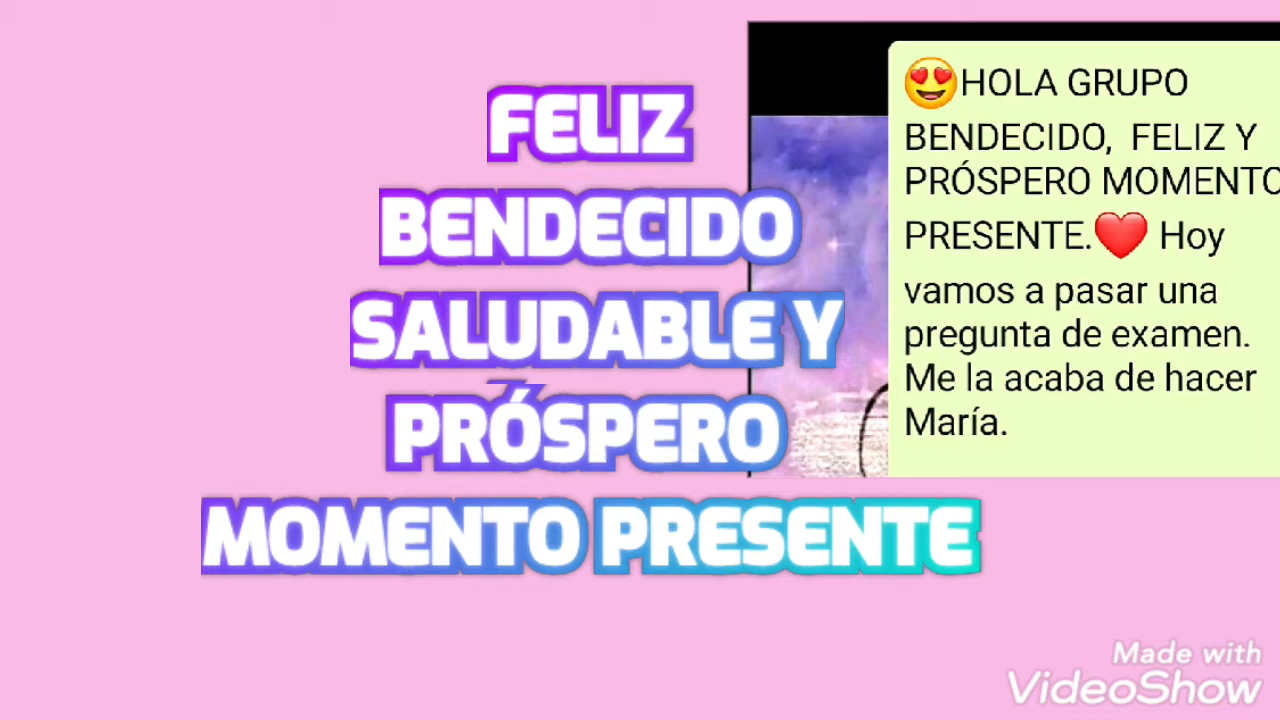 FELIZ
BENDECIDO
SALUDABLE Y
PRÓSPERO
MOMENTO PRESENTE
😍HOLA GRUPO
BENDECIDO, FELIZ Y
PRÓSPERO MOMENTO
PRESENTE.❤️ Hoy
vamos a pasar una
pregunta de examen.
Me la acaba de hacer
María.
Made with
VideoShow